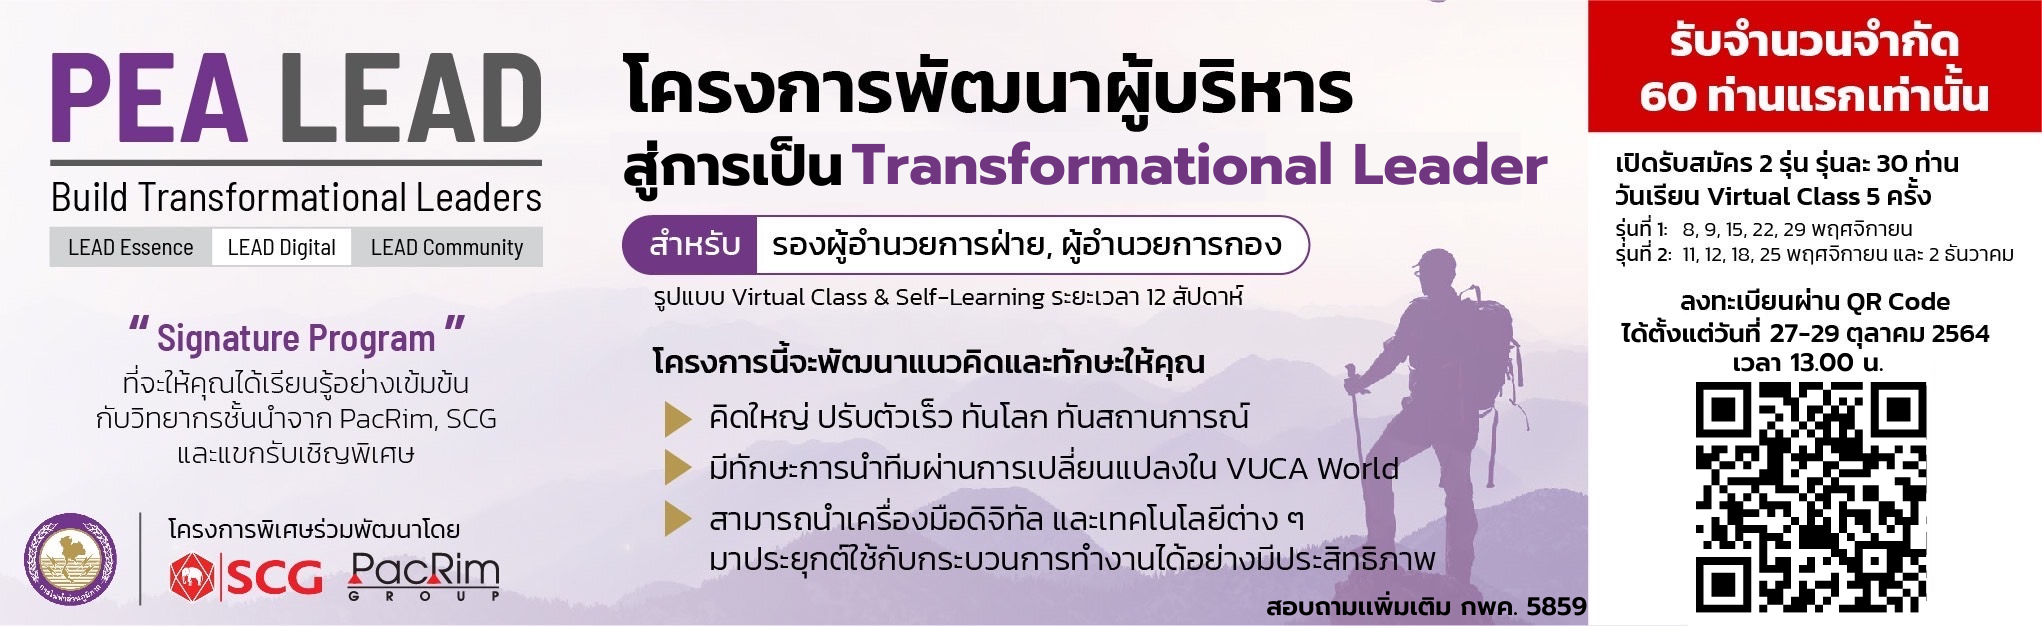 PEA LEAD
Build Transformational Leaders
LEAD Essence LEAD Digital LEAD Community
“ Signature Program ”
ที่จะให้คุณได้เรียนรู้อย่างเข้มข้น
กับวิทยากรชั้นนำจาก PacRim, SCG
และแขกรับเชิญพิเศษ
โครงการพิเศษร่วมพัฒนาโดย
การไฟฟ้าส่วนภูมิภาค
SCG
PacRim
GROUP
โครงการพัฒนาผู้บริหาร
สู่การเป็น Transformational Leader
สำหรับ รองผู้อำนวยการฝ่าย, ผู้อำนวยการกอง
รูปแบบ Virtual Class & Self-Learning ระยะเวลา 12 สัปดาห์
โครงการนี้จะพัฒนาแนวคิดและทักษะให้คุณ
คิดใหญ่ ปรับตัวเร็ว ทันโลก ทันสถานการณ์
มีทักษะการนำทีมผ่านการเปลี่ยนแปลงใน VUCA World
สามารถนำเครื่องมือดิจิทัล และเทคโนโลยีต่าง ๆ
มาประยุกต์ใช้กับกระบวนการทำงานได้อย่างมีประสิทธิภาพ
สอบถามเพิ่มเติม กพค. 5859
รับจำนวนจำกัด
60 ท่านแรกเท่านั้น
เปิดรับสมัคร 2 รุ่น รุ่นละ 30 ท่าน
วันเรียน Virtual Class 5 ครั้ง
รุ่นที่ 1: 8, 9, 15, 22, 29 พฤศจิกายน
รุ่นที่ 2: 11, 12, 18, 25 พฤศจิกายน และ 2 ธันวาคม
ลงทะเบียนผ่าน QR Code
ได้ตั้งแต่วันที่ 27-29 ตุลาคม 2564
เวลา 13.00 น.